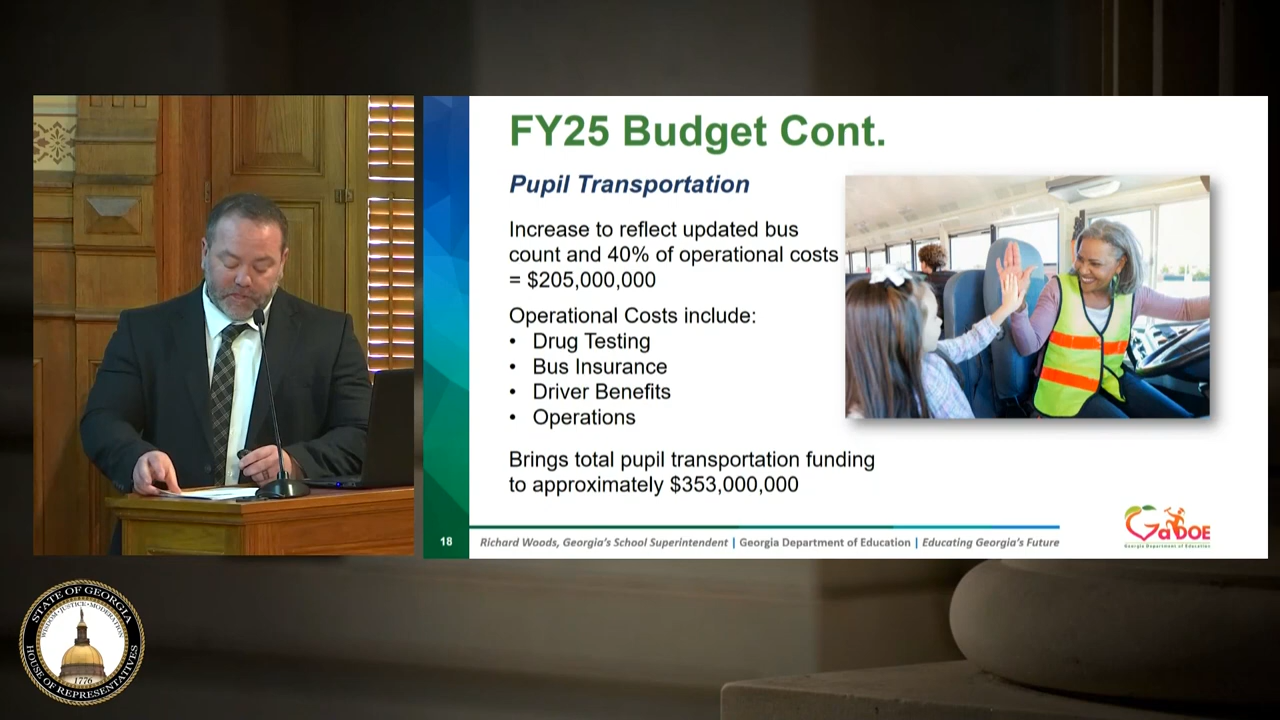 FY25 Budget Cont.
Pupil Transportation
Increase to reflect updated bus
count and 40% of operational costs
= $205,000,000
Operational Costs include:
• Drug Testing
• Bus Insurance
• Driver Benefits
• Operations
Brings total pupil transportation funding
to approximately $353,000,000
18
Richard Woods, Georgia's School Superintendent | Georgia Department of Education | Educating Georgia's Future
GaDOE
Georgia Department of Education
STATE OF GEORGIA
WISDOM • JUSTICE • MODERATION
1776
HOUSE OF REPRESENTATIVES